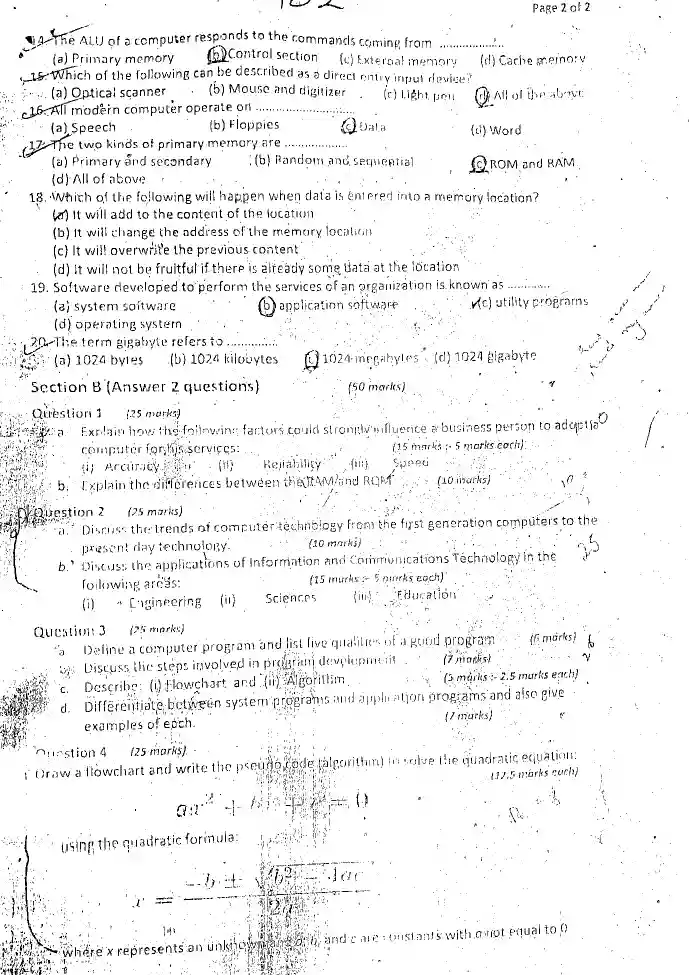 Page 2 of 2
14. The ALU of a computer responds to the commands coming from ..................
(a) Primary memory (b) Control section (c) External memory (d) Cache memory
15. Which of the following can be described as a direct entry input device?
(a) Optical scanner (b) Mouse and digitizer (c) Light pen (d) All of the above
16. All modern computer operate on ...........................
(a) Speech (b) Floppies (c) Data (d) Word
17. The two kinds of primary memory are ..................
(a) Primary and secondary (b) Random and sequential (c) ROM and RAM
(d) All of above
18. Which of the following will happen when data is entered into a memory location?
(a) It will add to the content of the location
(b) It will change the address of the memory location
(c) It will overwrite the previous content
(d) It will not be fruitful if there is already some data at the location
19. Software developed to perform the services of an organization is known as ............
(a) system software (b) application software (c) utility programs
(d) operating system
20. The term gigabyte refers to ..............
(a) 1024 bytes (b) 1024 kilobytes (c) 1024 megabytes (d) 1024 gigabyte
Section B (Answer 2 questions) (50 marks)
Question 1 (25 marks)
a. Explain how the following factors could strongly influence a business person to adopt a
computer for his services: (15 marks :- 5 marks each)
(i) Accuracy (ii) Reliability (iii) Speed
b. Explain the differences between the RAM and ROM (10 marks)
Question 2 (25 marks)
a. Discuss the trends of computer technology from the first generation computers to the
present day technology. (10 marks)
b. Discuss the applications of Information and Communications Technology in the
following areas: (15 marks :- 5 marks each)
(i) Engineering (ii) Sciences (iii) Education
25
Question 3 (25 marks)
a. Define a computer program and list five qualities of a good program (6 marks) 6
b. Discuss the steps involved in program development (7 marks)
c. Describe: (i) Flowchart and (ii) Algorithm (5 marks :- 2.5 marks each)
d. Differentiate between system programs and application programs and also give
examples of each. (7 marks)
Question 4 (25 marks)
Draw a flowchart and write the pseudo code (algorithm) to solve the quadratic equation:
(12.5 marks each)
ax² + bx + c = 0
using the quadratic formula:
x = (-b ± √(b² - 4ac)) / 2a
where x represents an unknown, and c are constants with a not equal to 0